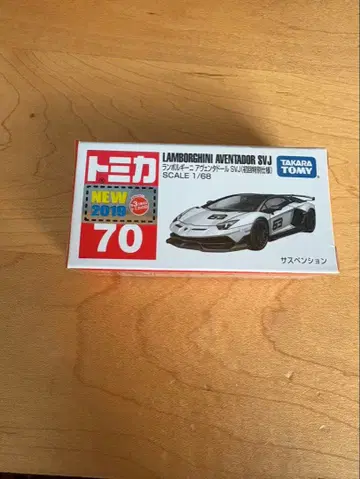 トミカ
NEW
2019
70
LAMBORGHINI AVENTADOR SVJ
ランボルギーニ アヴェンタドール SVJ(初回特別仕様)
SCALE 1/68
TAKARA
TOMY
63
サスペンション